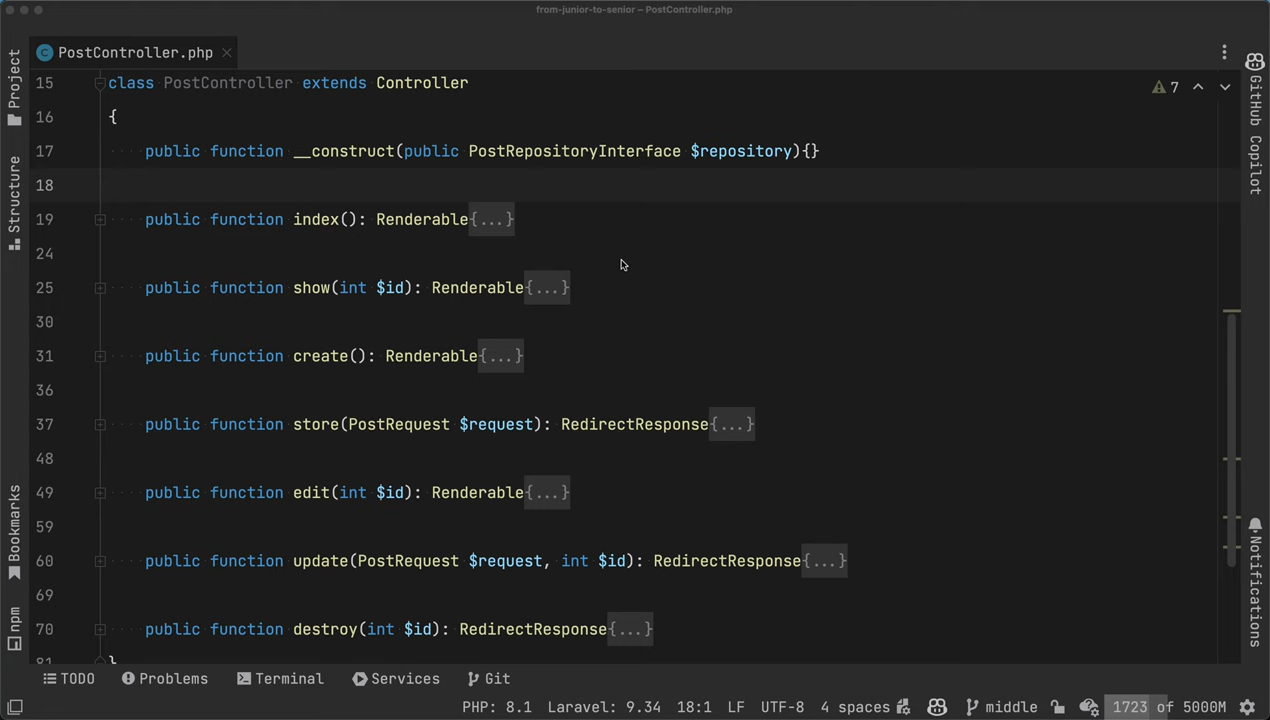 from-junior-to-senior – PostController.php
PostController.php
Project
Structure
Bookmarks
npm
GitHub Copilot
Notifications
7
15 class PostController extends Controller
16 {
17 public function __construct(public PostRepositoryInterface $repository){}
18
19 public function index(): Renderable{...}
24
25 public function show(int $id): Renderable{...}
30
31 public function create(): Renderable{...}
36
37 public function store(PostRequest $request): RedirectResponse{...}
48
49 public function edit(int $id): Renderable{...}
59
60 public function update(PostRequest $request, int $id): RedirectResponse{...}
69
70 public function destroy(int $id): RedirectResponse{...}
81 }
TODO Problems Terminal Services Git
PHP: 8.1 Laravel: 9.34 18:1 LF UTF-8 4 spaces middle 1723 of 5000M